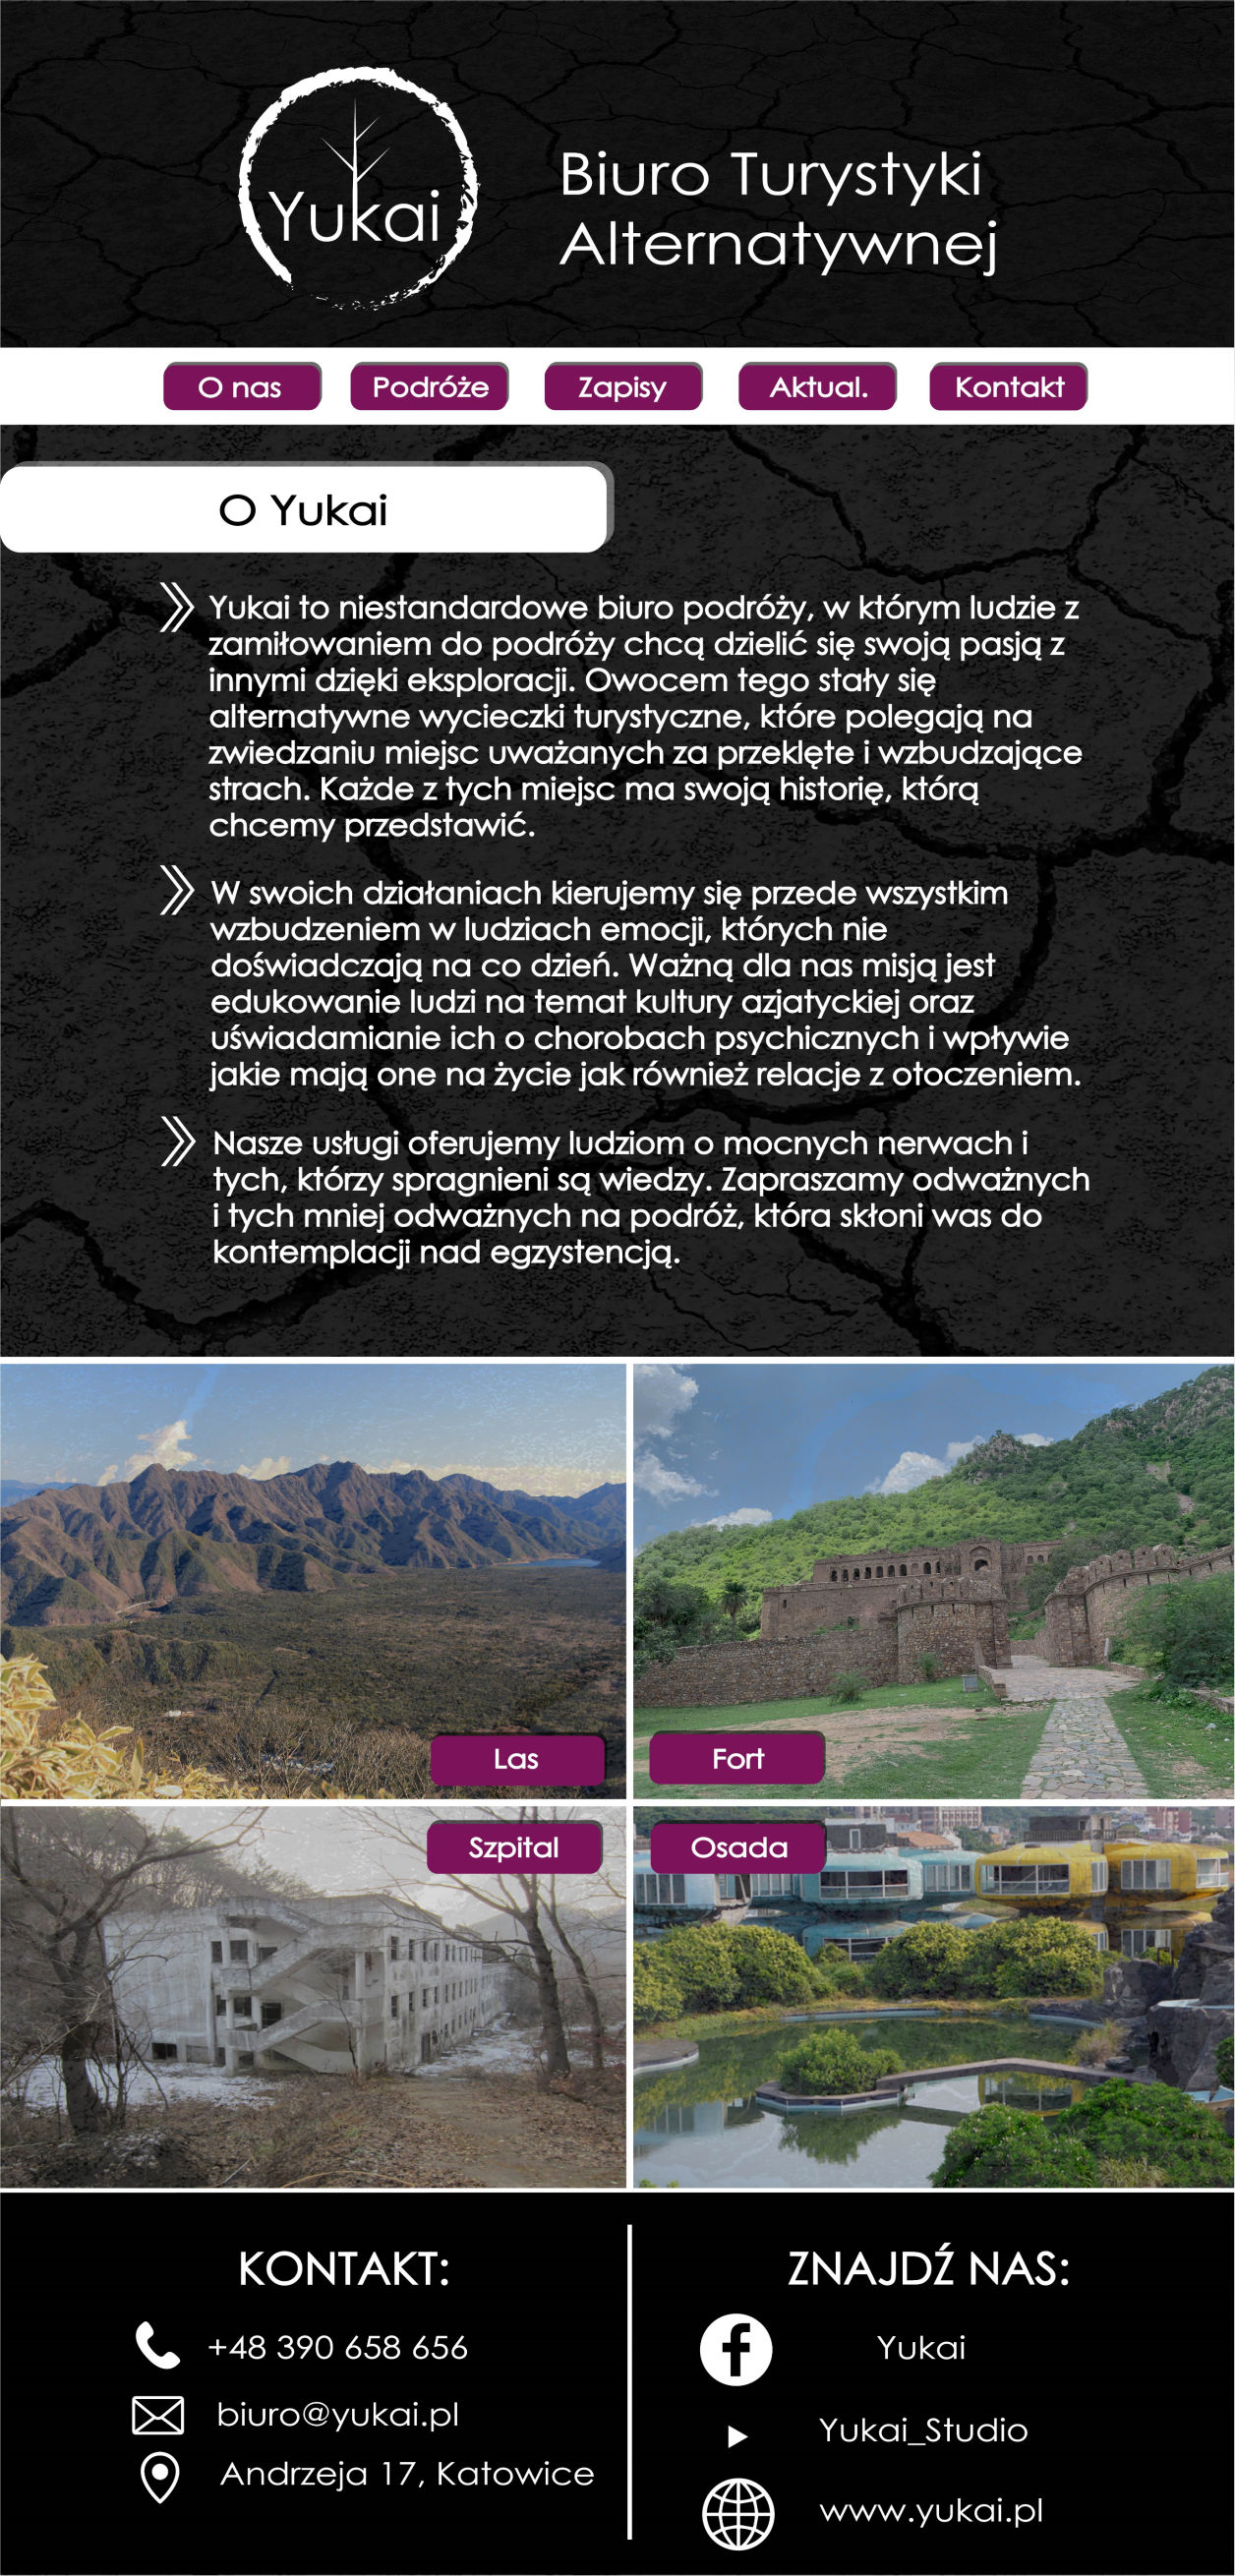 Yukai
Biuro Turystyki
Alternatywnej
O nas
Podróże
Zapisy
Aktual.
Kontakt
O Yukai
Yukai to niestandardowe biuro podróży, w którym ludzie z
zamiłowaniem do podróży chcą dzielić się swoją pasją z
innymi dzięki eksploracji. Owocem tego stały się
alternatywne wycieczki turystyczne, które polegają na
zwiedzaniu miejsc uważanych za przeklęte i wzbudzające
strach. Każde z tych miejsc ma swoją historię, którą
chcemy przedstawić.
W swoich działaniach kierujemy się przede wszystkim
wzbudzeniem w ludziach emocji, których nie
doświadczają na co dzień. Ważną dla nas misją jest
edukowanie ludzi na temat kultury azjatyckiej oraz
uświadamianie ich o chorobach psychicznych i wpływie
jakie mają one na życie jak również relacje z otoczeniem.
Nasze usługi oferujemy ludziom o mocnych nerwach i
tych, którzy spragnieni są wiedzy. Zapraszamy odważnych
i tych mniej odważnych na podróż, która skłoni was do
kontemplacji nad egzystencją.
Las
Fort
Szpital
Osada
KONTAKT:
+48 390 658 656
biuro@yukai.pl
Andrzeja 17, Katowice
ZNAJDŹ NAS:
Yukai
Yukai_Studio
www.yukai.pl